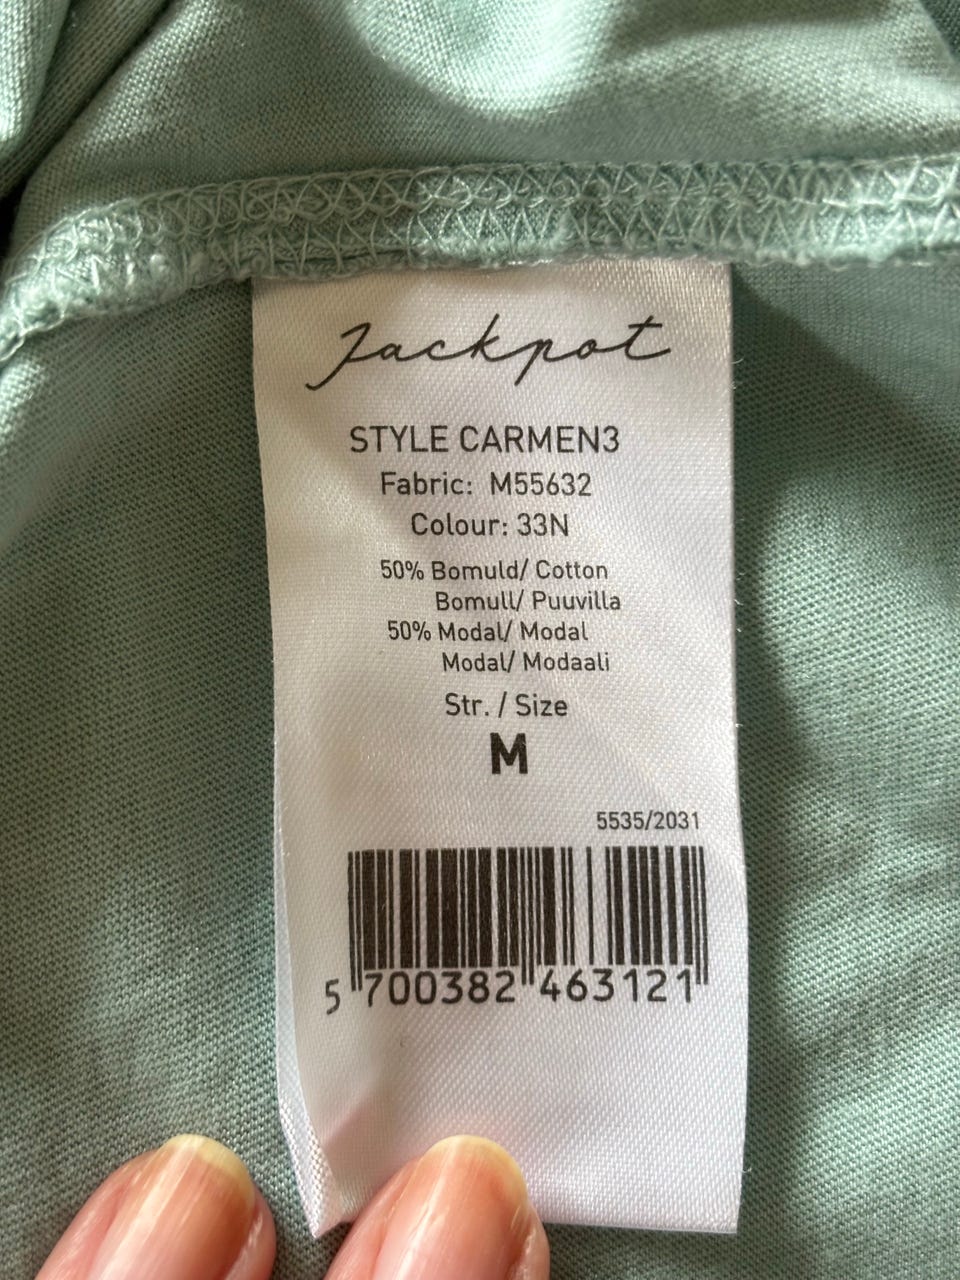 Jackpot
STYLE CARMEN3
Fabric: M55632
Colour: 33N
50% Bomuld/ Cotton
Bomull/ Puuvilla
50% Modal/ Modal
Modal/ Modaali
Str. / Size
M
5535/2031
5 700382 463121